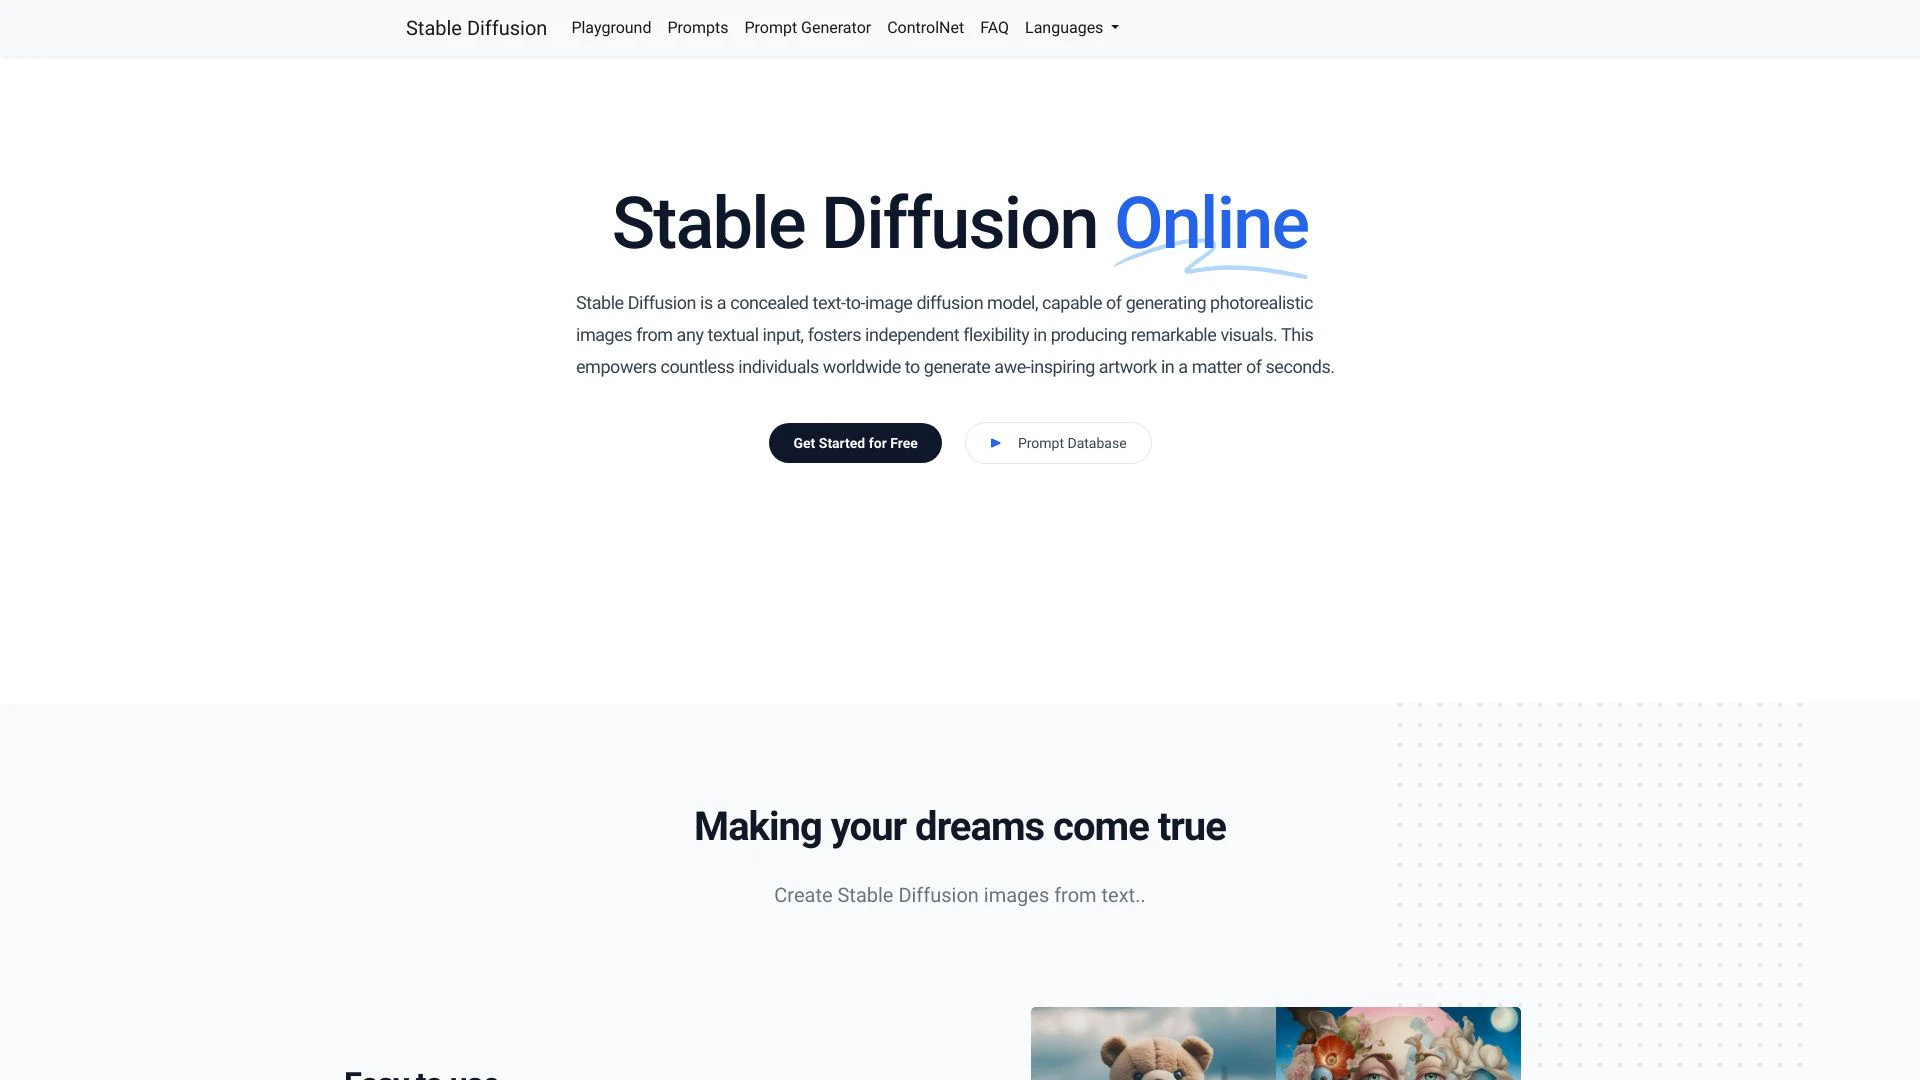 Stable Diffusion Playground Prompts Prompt Generator ControlNet FAQ Languages
Stable Diffusion Online
Stable Diffusion is a concealed text-to-image diffusion model, capable of generating photorealistic
images from any textual input, fosters independent flexibility in producing remarkable visuals. This
empowers countless individuals worldwide to generate awe-inspiring artwork in a matter of seconds.
Get Started for Free Prompt Database
Making your dreams come true
Create Stable Diffusion images from text..
Easy to use